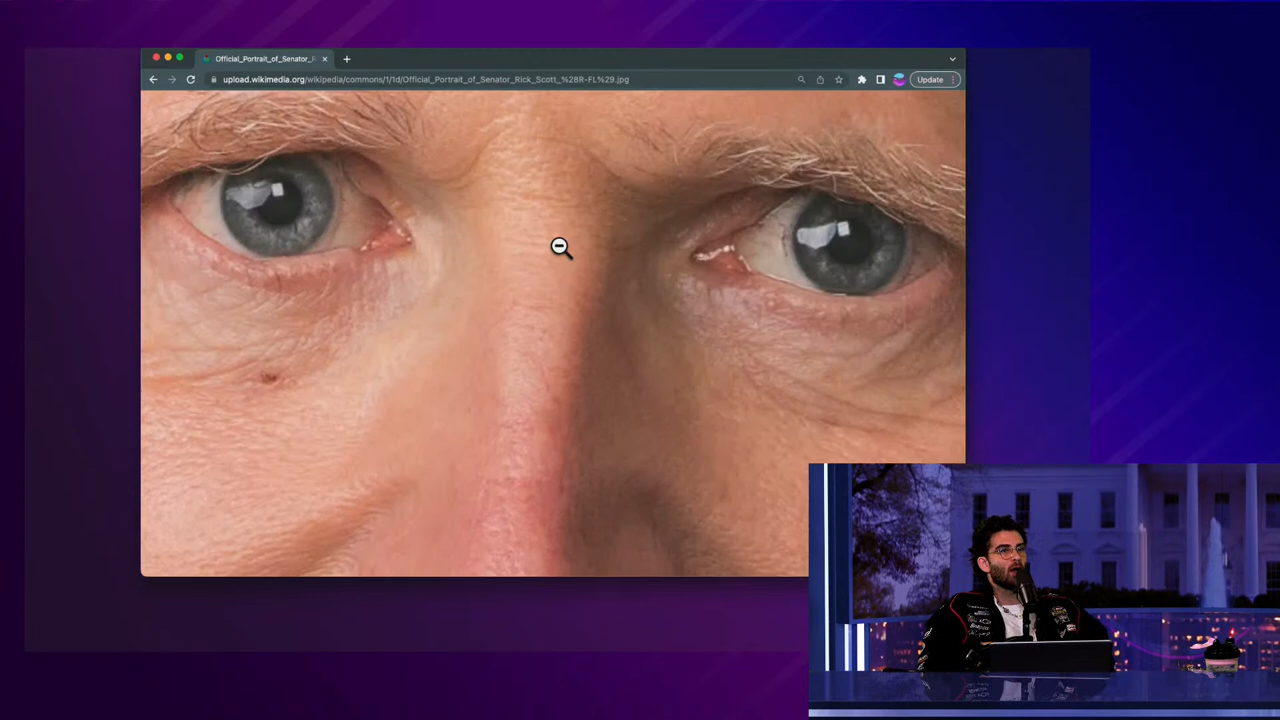 Official_Portrait_of_Senator_R
upload.wikimedia.org/wikipedia/commons/1/1d/Official_Portrait_of_Senator_Rick_Scott_%28R-FL%29.jpg
Update